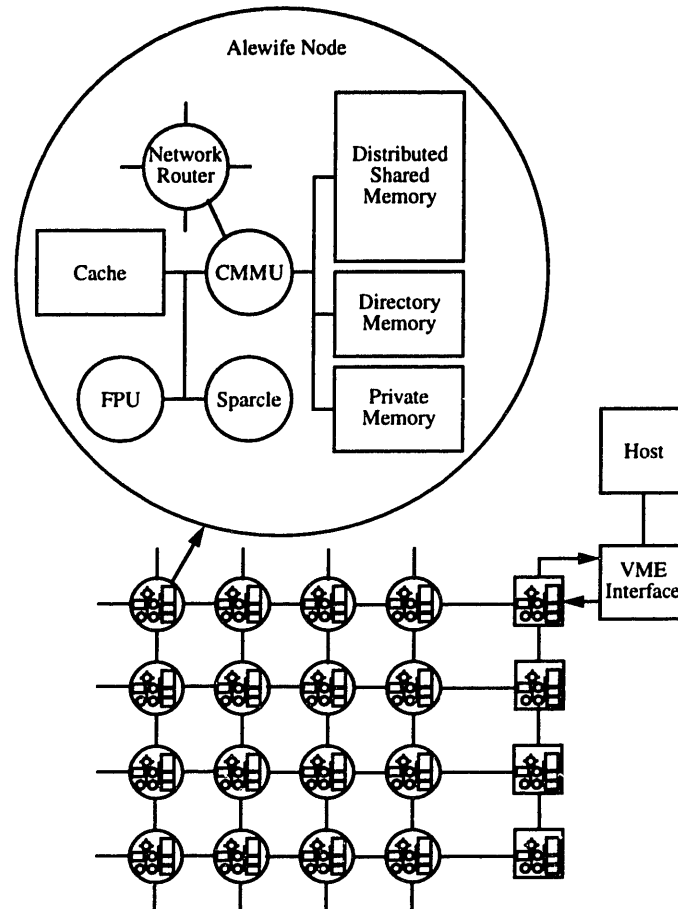 Alewife Node
Network
Router
Distributed
Shared
Memory
Cache
CMMU
Directory
Memory
FPU
Sparcle
Private
Memory
Host
VME
Interface